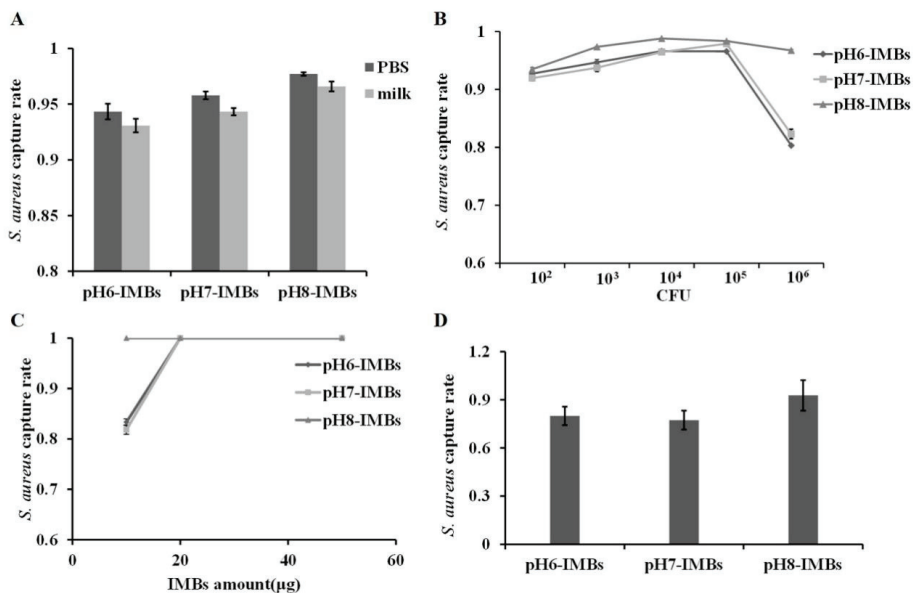 A
S. aureus capture rate
1
0.95
0.9
0.85
0.8
PBS
milk
pH6-IMBs
pH7-IMBs
pH8-IMBs
B
S. aureus capture rate
1
0.9
0.8
0.7
0.6
pH6-IMBs
pH7-IMBs
pH8-IMBs
10²
10³
10⁴
10⁵
10⁶
CFU
C
S. aureus capture rate
1
0.9
0.8
0.7
0.6
pH6-IMBs
pH7-IMBs
pH8-IMBs
0
20
40
60
IMBs amount(μg)
D
S. aureus capture rate
1.2
0.9
0.6
0.3
0
pH6-IMBs
pH7-IMBs
pH8-IMBs